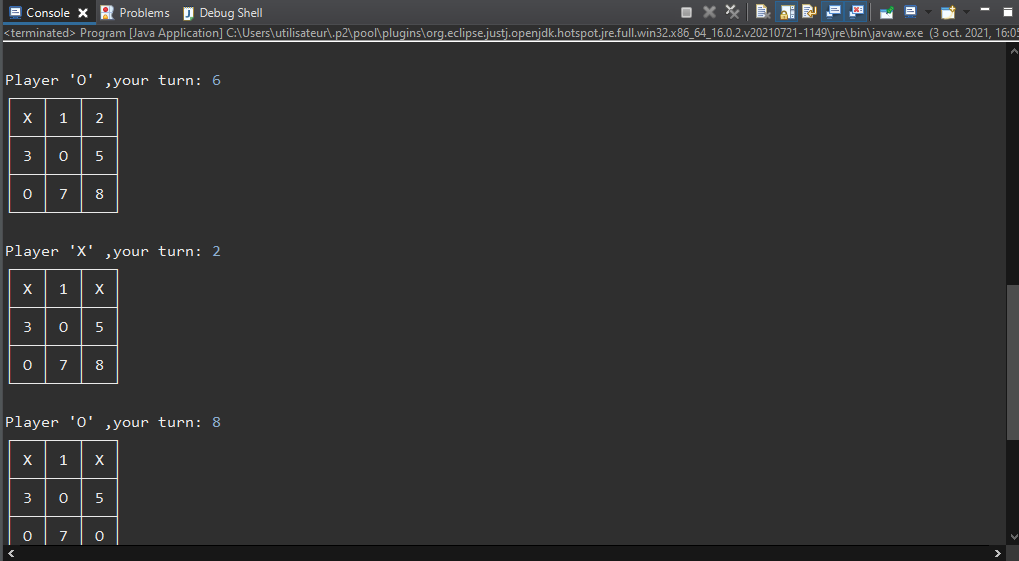 Console Problems Debug Shell
<terminated> Program [Java Application] C:\Users\utilisateur\.p2\pool\plugins\org.eclipse.justj.openjdk.hotspot.jre.full.win32.x86_64_16.0.2.v20210721-1149\jre\bin\javaw.exe (3 oct. 2021, 16:05
Player 'O' ,your turn: 6
X 1 2
3 O 5
O 7 8
Player 'X' ,your turn: 2
X 1 X
3 O 5
O 7 8
Player 'O' ,your turn: 8
X 1 X
3 O 5
O 7 O